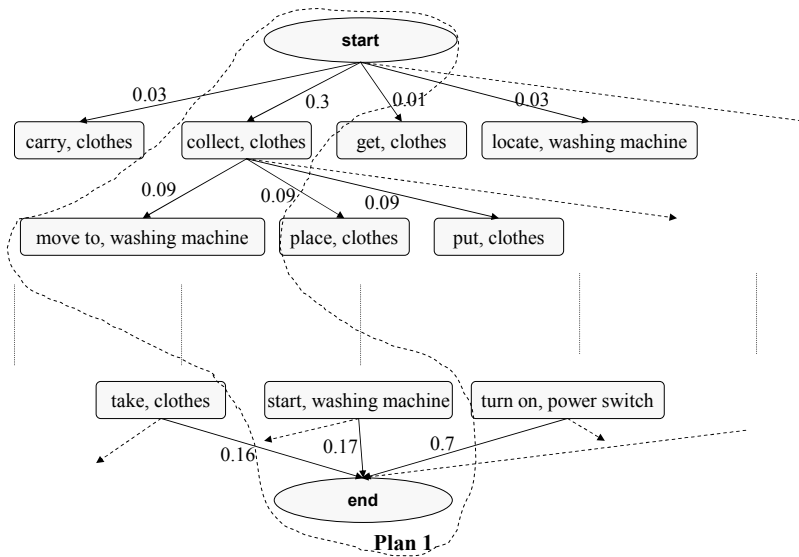 start
0.03
0.3
0.01
0.03
carry, clothes
collect, clothes
get, clothes
locate, washing machine
0.09
0.09
0.09
move to, washing machine
place, clothes
put, clothes
take, clothes
start, washing machine
turn on, power switch
0.16
0.17
0.7
end
Plan 1